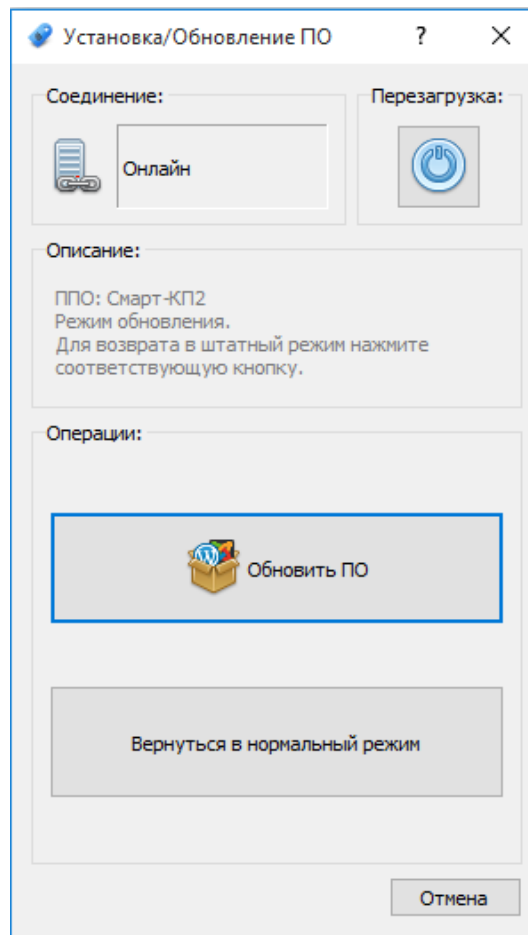 Установка/Обновление ПО
?
Соединение:
Перезагрузка:
Онлайн
Описание:
ППО: Смарт-КП2
Режим обновления.
Для возврата в штатный режим нажмите
соответствующую кнопку.
Операции:
Обновить ПО
Вернуться в нормальный режим
Отмена